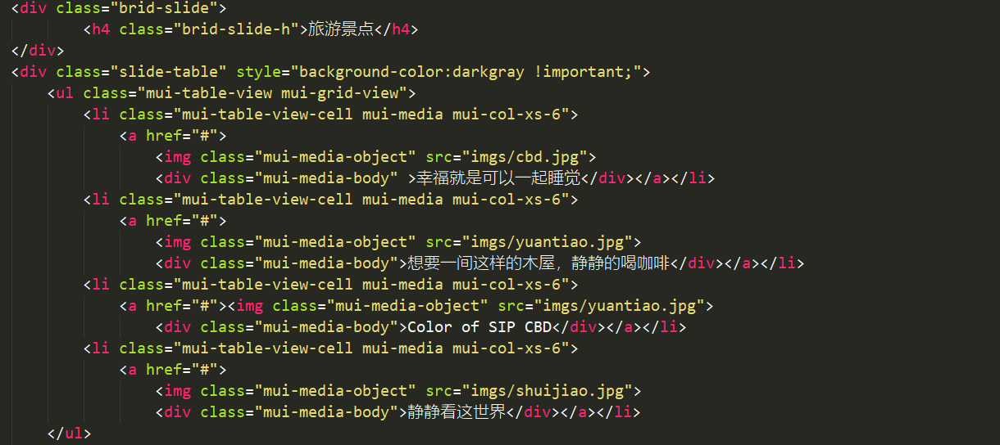 <div class="brid-slide">
<h4 class="brid-slide-h">旅游景点</h4>
</div>
<div class="slide-table" style="background-color:darkgray !important;">
<ul class="mui-table-view mui-grid-view">
<li class="mui-table-view-cell mui-media mui-col-xs-6">
<a href="#">
<img class="mui-media-object" src="imgs/cbd.jpg">
<div class="mui-media-body" >幸福就是可以一起睡觉</div></a></li>
<li class="mui-table-view-cell mui-media mui-col-xs-6">
<a href="#">
<img class="mui-media-object" src="imgs/yuantiao.jpg">
<div class="mui-media-body">想要一间这样的木屋，静静的喝咖啡</div></a></li>
<li class="mui-table-view-cell mui-media mui-col-xs-6">
<a href="#"><img class="mui-media-object" src="imgs/yuantiao.jpg">
<div class="mui-media-body">Color of SIP CBD</div></a></li>
<li class="mui-table-view-cell mui-media mui-col-xs-6">
<a href="#">
<img class="mui-media-object" src="imgs/shuijiao.jpg">
<div class="mui-media-body">静静看这世界</div></a></li>
</ul>